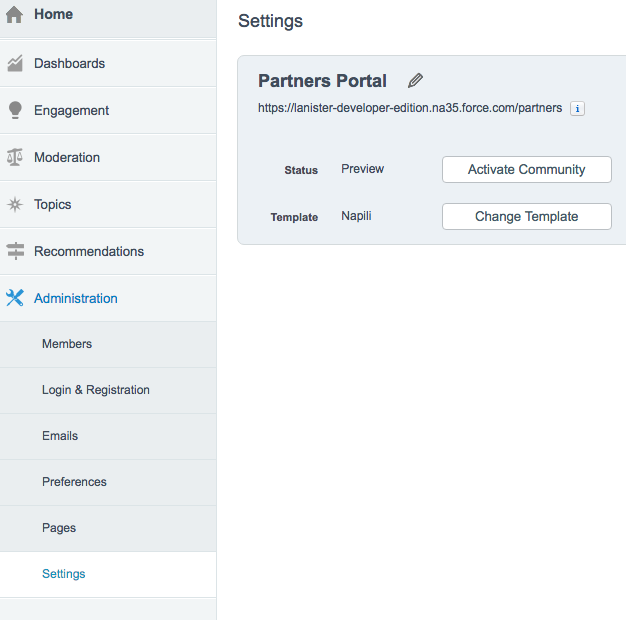 Home
Dashboards
Engagement
Moderation
Topics
Recommendations
Administration
Members
Login & Registration
Emails
Preferences
Pages
Settings
Settings
Partners Portal
https://lanister-developer-edition.na35.force.com/partners i
Status Preview Activate Community
Template Napili Change Template